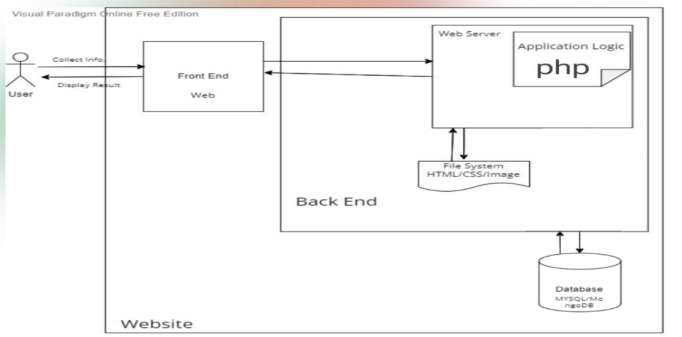 Visual Paradigm Online Free Edition
Web Server
Application Logic
php
Collect Info.
Display Result
User
Front End
Web
File System
HTML/CSS/Image
Back End
Database
MYSQL/Mo
ngoDB
Website